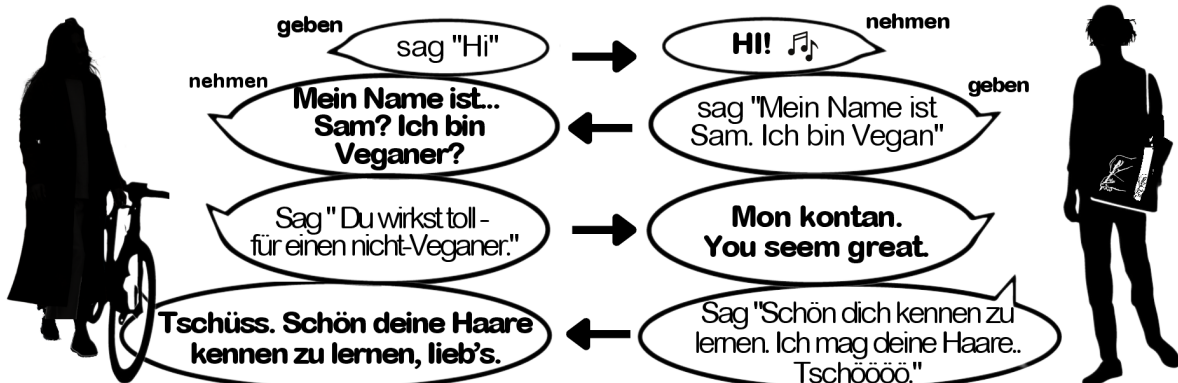 geben
sag "Hi"
nehmen
HI!
nehmen
Mein Name ist...
Sam? Ich bin
Veganer?
geben
sag "Mein Name ist
Sam. Ich bin Vegan"
Sag " Du wirkst toll -
für einen nicht-Veganer."
Mon kontan.
You seem great.
Tschüss. Schön deine Haare
kennen zu lernen, lieb's.
Sag "Schön dich kennen zu
lernen. Ich mag deine Haare..
Tschöööö."